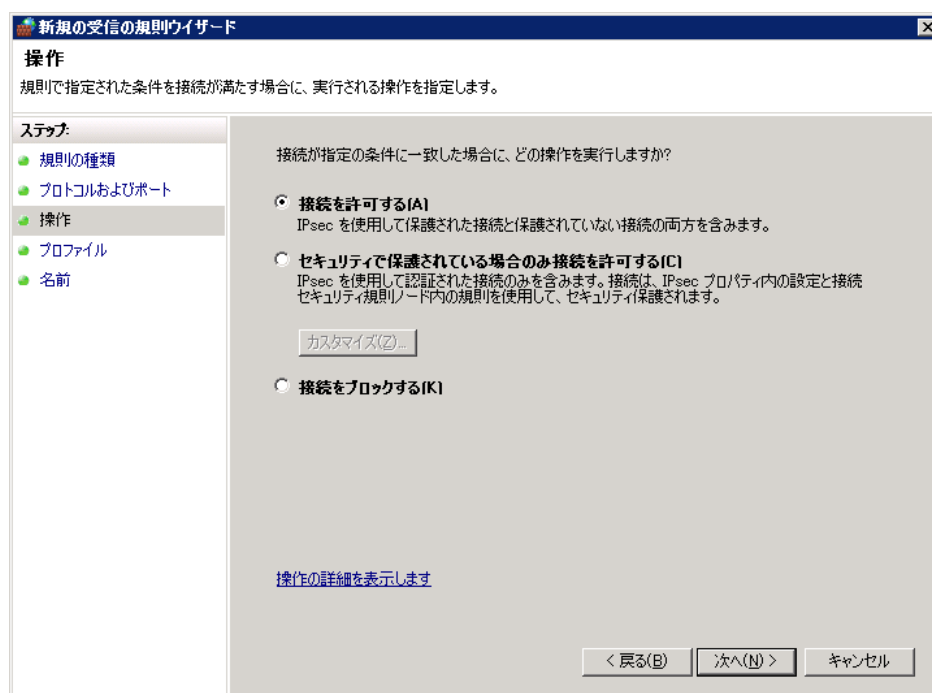 新規の受信の規則ウイザード
操作
規則で指定された条件を接続が満たす場合に、実行される操作を指定します。
ステップ:
規則の種類
プロトコルおよびポート
操作
プロファイル
名前
接続が指定の条件に一致した場合に、どの操作を実行しますか?
接続を許可する(A)
IPsec を使用して保護された接続と保護されていない接続の両方を含みます。
セキュリティで保護されている場合のみ接続を許可する(C)
IPsec を使用して認証された接続のみを含みます。接続は、IPsec プロパティ内の設定と接続
セキュリティ規則ノード内の規則を使用して、セキュリティ保護されます。
カスタマイズ(Z)...
接続をブロックする(K)
操作の詳細を表示します
< 戻る(B)
次へ(N) >
キャンセル